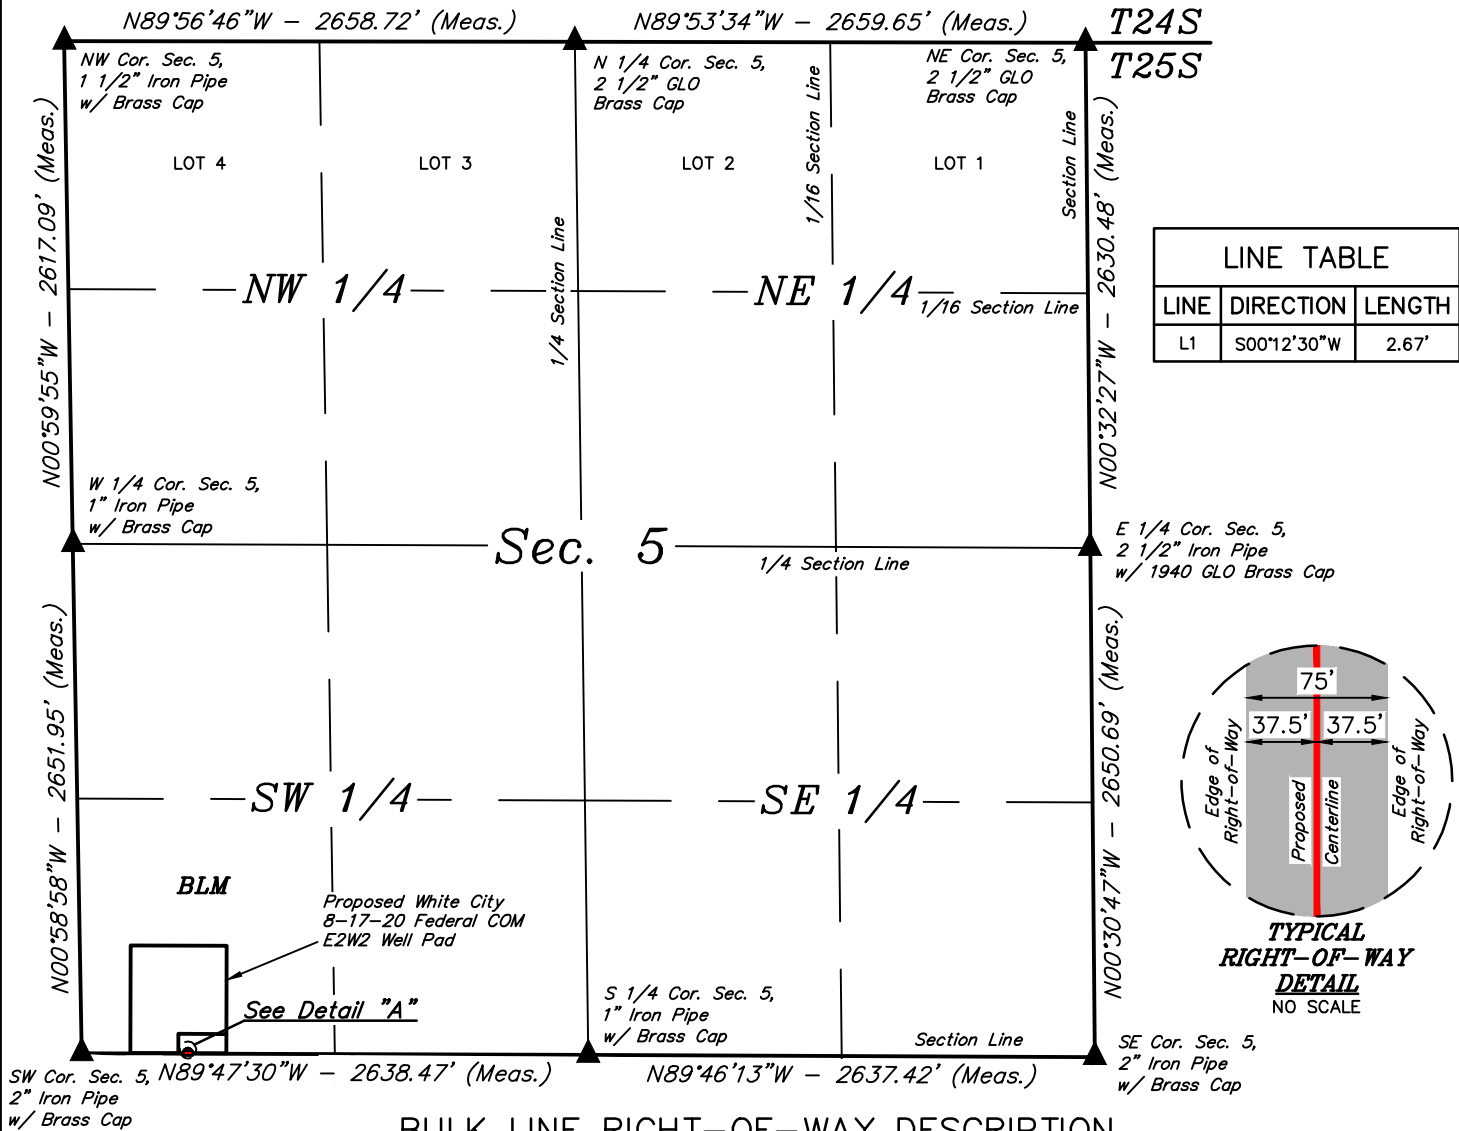 N89°56'46"W - 2658.72' (Meas.)
N89°53'34"W - 2659.65' (Meas.)
T24S
T25S
NW Cor. Sec. 5,
1 1/2" Iron Pipe
w/ Brass Cap
N 1/4 Cor. Sec. 5,
2 1/2" GLO
Brass Cap
NE Cor. Sec. 5,
2 1/2" GLO
Brass Cap
LOT 4
LOT 3
LOT 2
LOT 1
1/16 Section Line
Section Line
1/4 Section Line
N00°59'55"W - 2617.09' (Meas.)
N00°32'27"W - 2630.48' (Meas.)
NW 1/4
NE 1/4
1/16 Section Line
LINE TABLE
LINE DIRECTION LENGTH
L1 S00°12'30"W 2.67'
W 1/4 Cor. Sec. 5,
1" Iron Pipe
w/ Brass Cap
Sec. 5
1/4 Section Line
E 1/4 Cor. Sec. 5,
2 1/2" Iron Pipe
w/ 1940 GLO Brass Cap
N00°58'58"W - 2651.95' (Meas.)
N00°30'47"W - 2650.69' (Meas.)
SW 1/4
SE 1/4
75'
37.5' 37.5'
Edge of
Right-of-Way
Proposed
Centerline
Edge of
Right-of-Way
TYPICAL
RIGHT-OF-WAY
DETAIL
NO SCALE
BLM
Proposed White City
8-17-20 Federal COM
E2W2 Well Pad
See Detail "A"
S 1/4 Cor. Sec. 5,
1" Iron Pipe
w/ Brass Cap
Section Line
SE Cor. Sec. 5,
2" Iron Pipe
w/ Brass Cap
SW Cor. Sec. 5,
2" Iron Pipe
w/ Brass Cap
N89°47'30"W - 2638.47' (Meas.)
N89°46'13"W - 2637.42' (Meas.)
BULK LINE RIGHT-OF-WAY DESCRIPTION